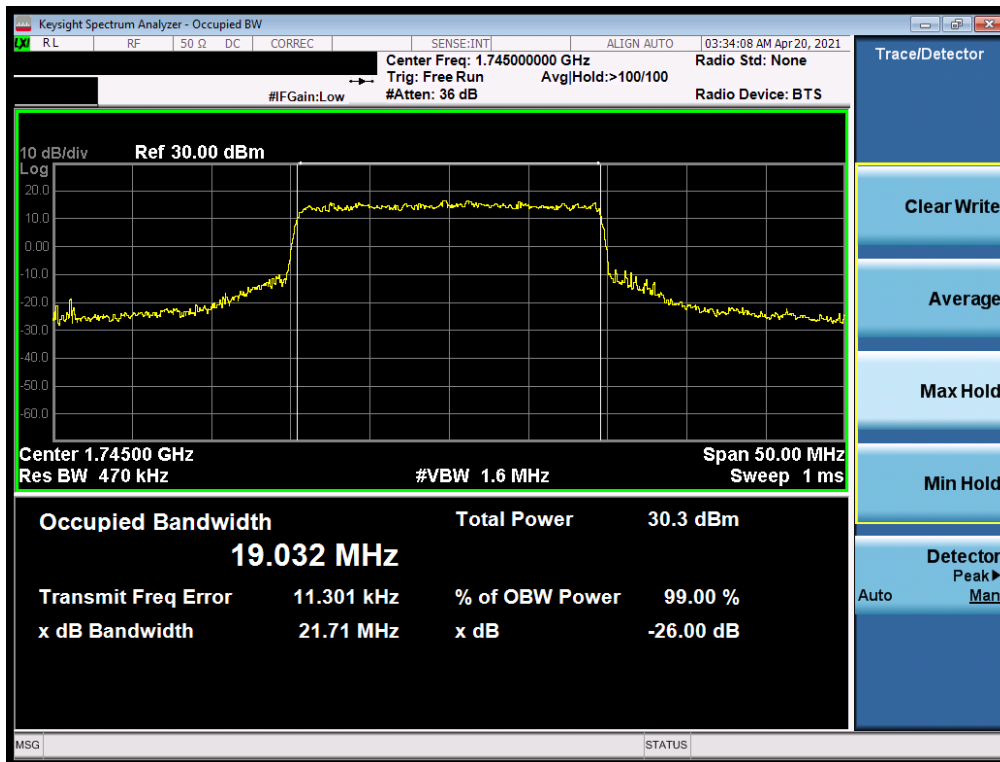 Keysight Spectrum Analyzer - Occupied BW
LXI RL RF 50 Ω DC CORREC SENSE:INT ALIGN AUTO 03:34:08 AM Apr 20, 2021
Center Freq: 1.745000000 GHz Radio Std: None
Trig: Free Run Avg|Hold:>100/100
#IFGain:Low #Atten: 36 dB Radio Device: BTS
Trace/Detector
10 dB/div Ref 30.00 dBm
Log
20.0
10.0
0.00
-10.0
-20.0
-30.0
-40.0
-50.0
-60.0
Center 1.74500 GHz Span 50.00 MHz
Res BW 470 kHz #VBW 1.6 MHz Sweep 1 ms
Occupied Bandwidth Total Power 30.3 dBm
19.032 MHz
Transmit Freq Error 11.301 kHz % of OBW Power 99.00 %
x dB Bandwidth 21.71 MHz x dB -26.00 dB
Clear Write
Average
Max Hold
Min Hold
Detector
Peak▶
Auto Man
MSG STATUS